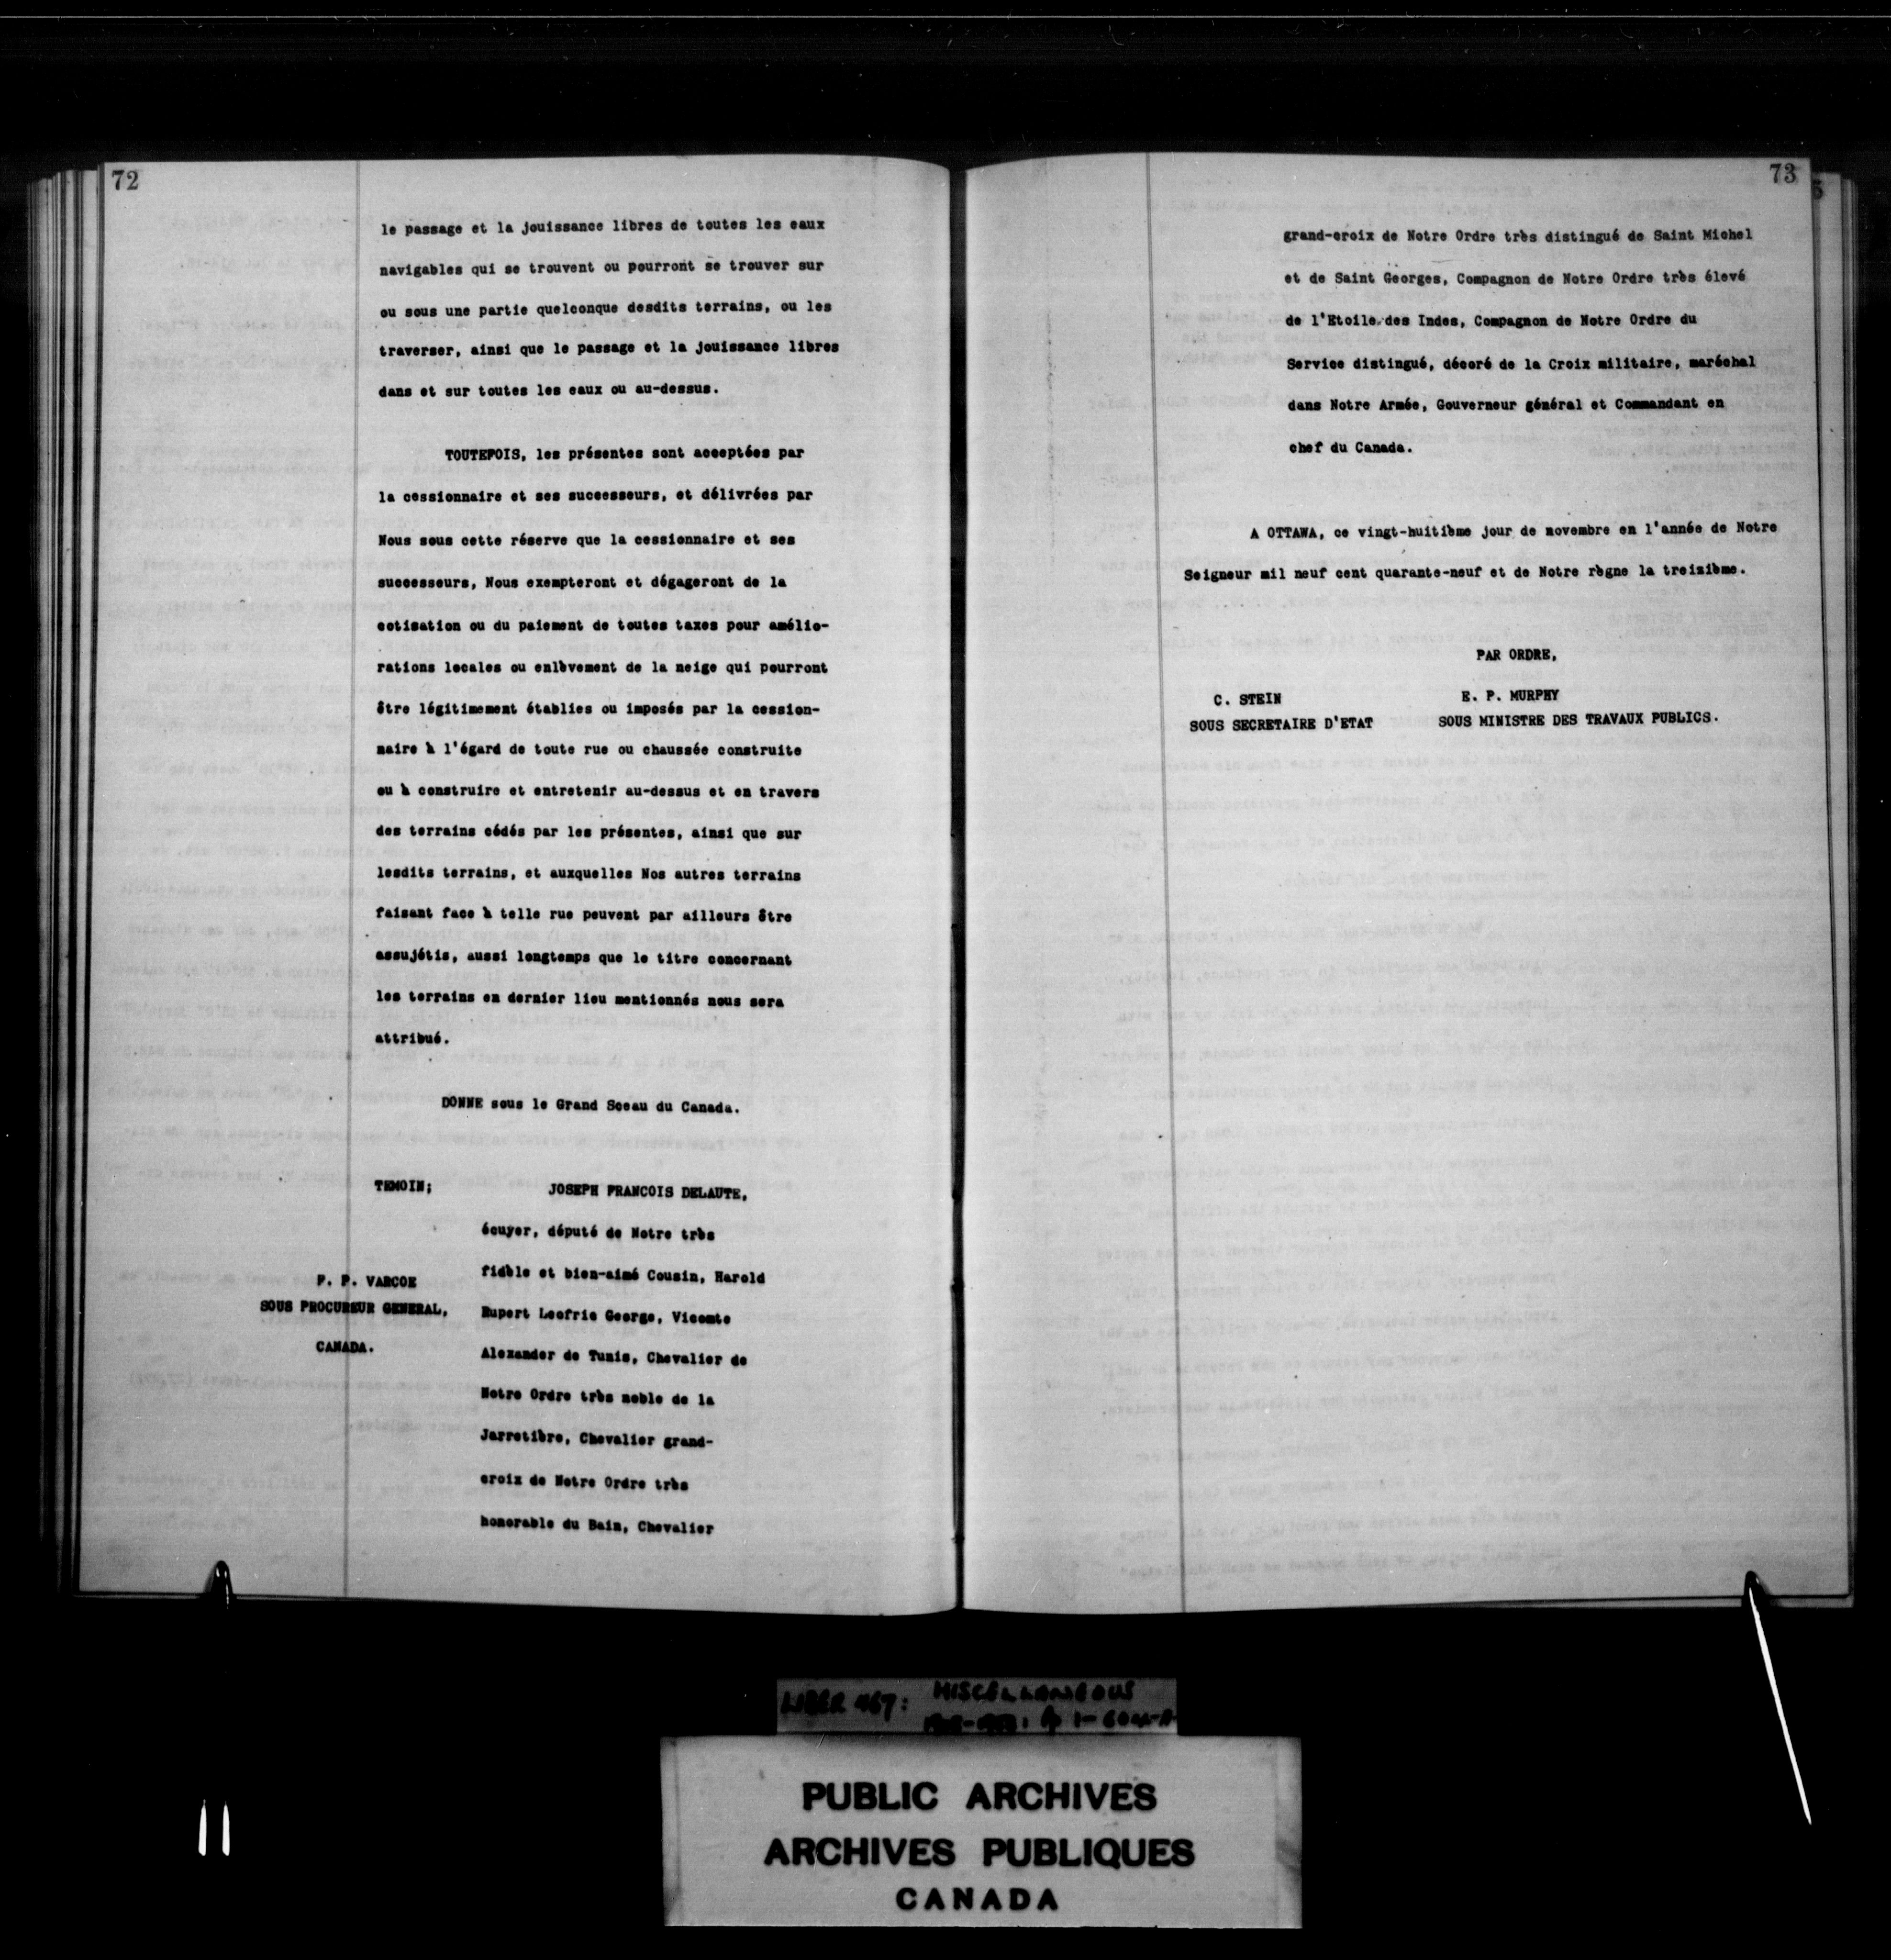 72
le passage et la jouissance libres de toutes les eaux
navigables qui se trouvent ou pourront se trouver sur
ou sous une partie quelconque desdits terrains, ou les
traverser, ainsi que le passage et la jouissance libres
dans et sur toutes les eaux ou au-dessus.
TOUTEFOIS, les présentes sont acceptées par
la cessionnaire et ses successeurs, et délivrées par
Nous sous cette réserve que la cessionnaire et ses
successeurs, Nous exempteront et dégageront de la
cotisation ou du paiement de toutes taxes pour amélio-
rations locales ou enlèvement de la neige qui pourront
être légitimement établies ou imposés par la cession-
naire à l'égard de toute rue ou chaussée construite
ou à construire et entretenir au-dessus et en travers
des terrains cédés par les présentes, ainsi que sur
lesdits terrains, et auxquelles Nos autres terrains
faisant face à telle rue peuvent par ailleurs être
assujétis, aussi longtemps que le titre concernant
les terrains en dernier lieu mentionnés nous sera
attribué.
DONNE sous le Grand Sceau du Canada.
TEMOIN; JOSEPH FRANCOIS DELAUTE,
écuyer, député de Notre très
fidèle et bien-aimé Cousin, Harold
Rupert Leofric George, Vicomte
Alexander de Tunis, Chevalier de
Notre Ordre très noble de la
Jarretière, Chevalier grand-
croix de Notre Ordre très
honorable du Bain, Chevalier
F. P. VARCOE
SOUS PROCUREUR GENERAL,
CANADA.
73
grand-croix de Notre Ordre très distingué de Saint Michel
et de Saint Georges, Compagnon de Notre Ordre très élevé
de l'Etoile des Indes, Compagnon de Notre Ordre du
Service distingué, décoré de la Croix militaire, maréchal
dans Notre Armée, Gouverneur général et Commandant en
chef du Canada.
A OTTAWA, ce vingt-huitième jour de novembre en l'année de Notre
Seigneur mil neuf cent quarante-neuf et de Notre règne la treizième.
PAR ORDRE,
C. STEIN E. P. MURPHY
SOUS SECRETAIRE D'ETAT SOUS MINISTRE DES TRAVAUX PUBLICS.
LIBER 467: MISCELLANEOUS
PUBLIC ARCHIVES
ARCHIVES PUBLIQUES
CANADA